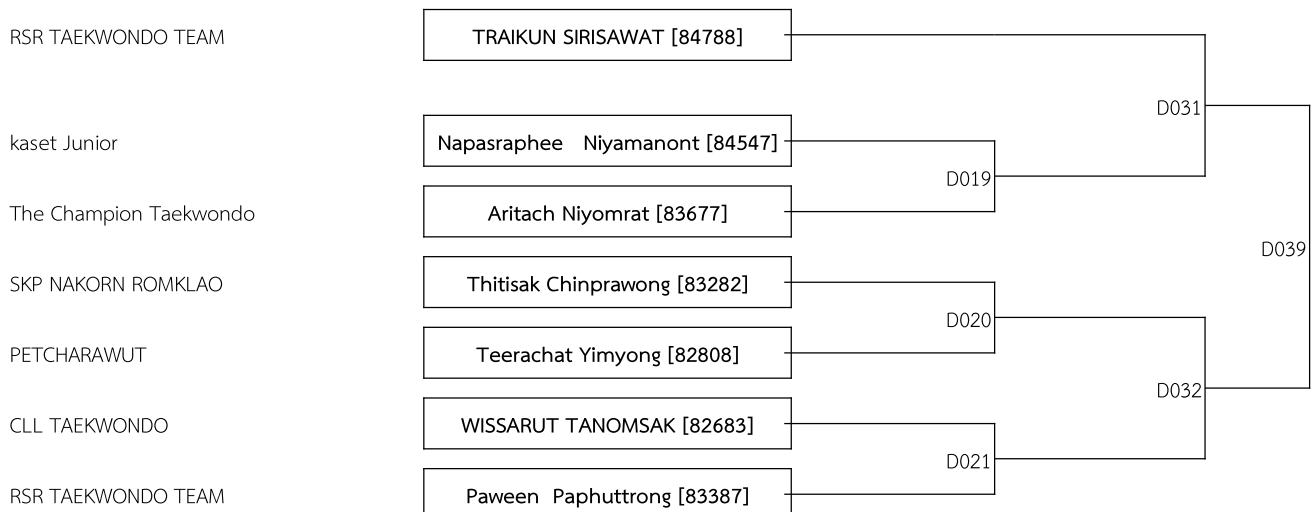 RSR TAEKWONDO TEAM TRAIKUN SIRISAWAT [84788]
D031
kaset Junior Napasraphee Niyamanont [84547]
D019
The Champion Taekwondo Aritach Niyomrat [83677]
D039
SKP NAKORN ROMKLAO Thitisak Chinprawong [83282]
D020
PETCHARAWUT Teerachat Yimyong [82808]
D032
CLL TAEKWONDO WISSARUT TANOMSAK [82683]
D021
RSR TAEKWONDO TEAM Paween Paphuttrong [83387]